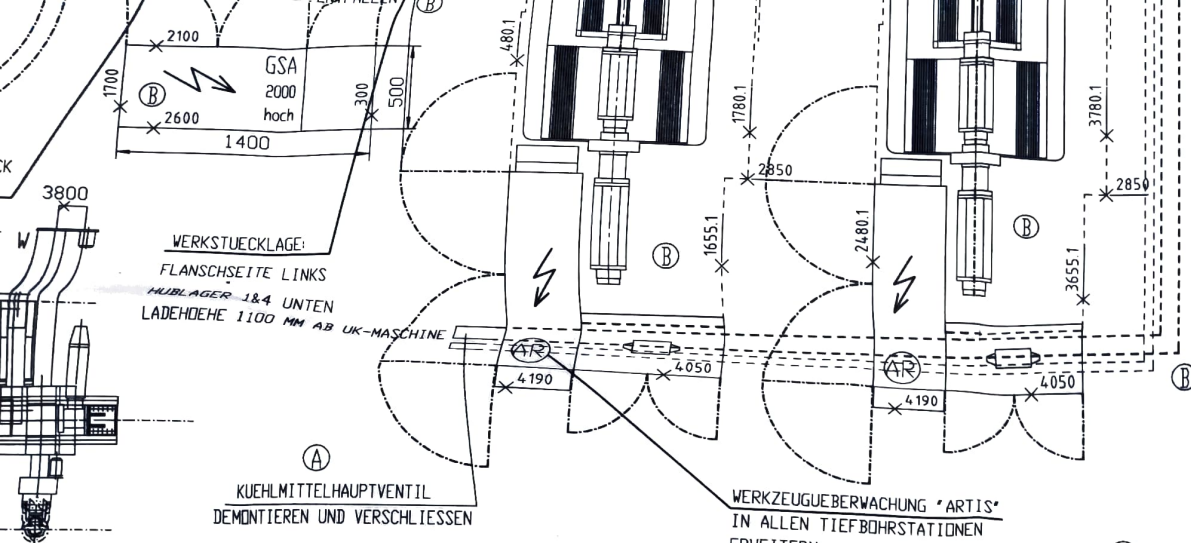 B
480.1
2100
GSA
2000
hoch
1700
B
300
500
2600
1400
1780.1
3780.1
2850
2850
3800
W
WERKSTUECKLAGE:
FLANSCHSEITE LINKS
HUBLAGER 1&4 UNTEN
LADEHOEHE 1100 MM AB UK-MASCHINE
B
1655.1
2480.1
B
3655.1
AR
4190
4050
AR
4190
4050
B
A
KUEHLMITTELHAUPTVENTIL
DEMONTIEREN UND VERSCHLIESSEN
WERKZEUGUEBERWACHUNG "ARTIS"
IN ALLEN TIEFBOHRSTATIONEN
E